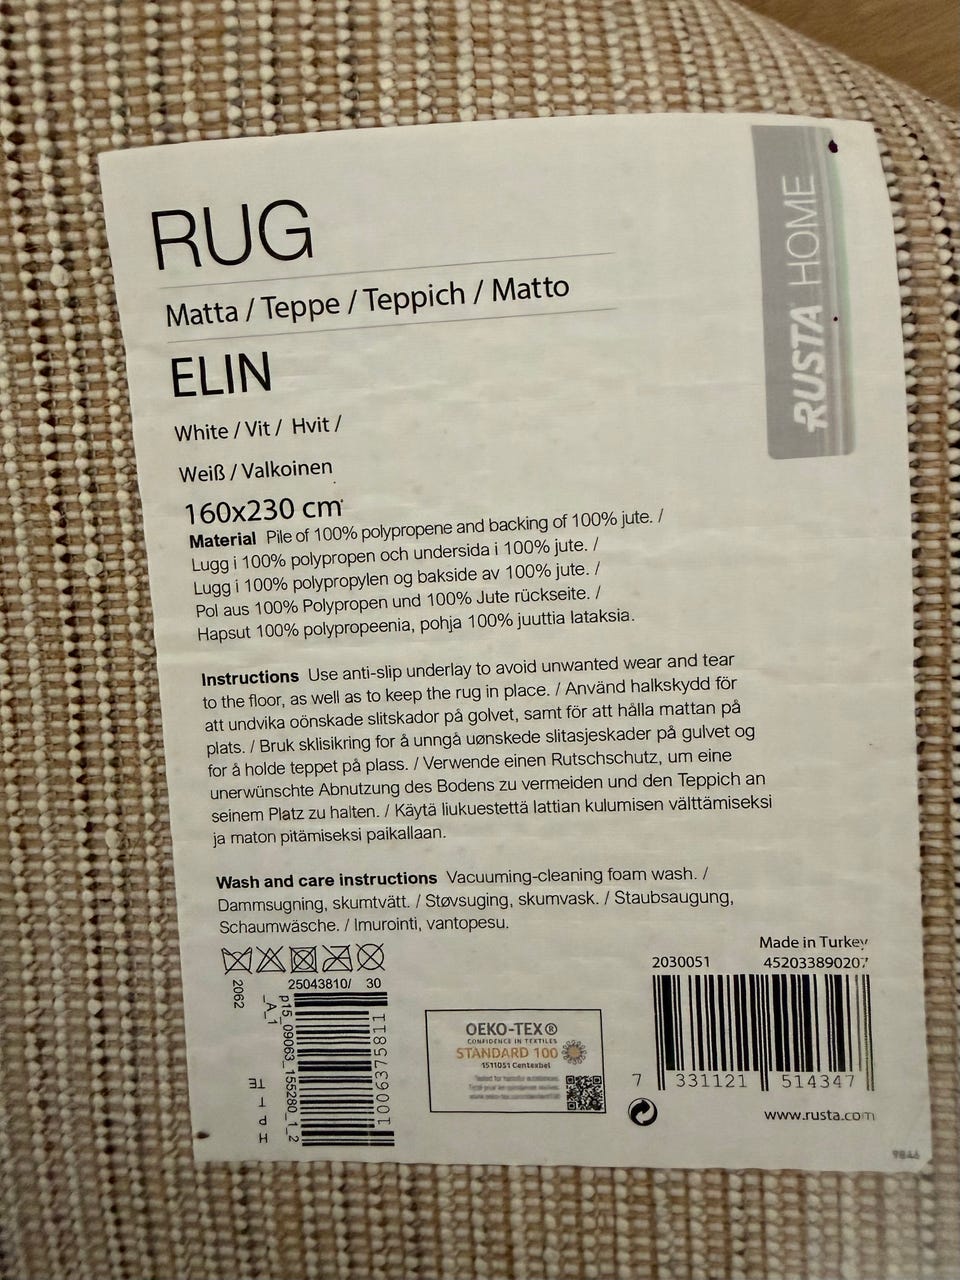 RUSTA HOME
RUG
Matta / Teppe / Teppich / Matto
ELIN
White / Vit / Hvit /
Weiß / Valkoinen
160x230 cm
Material Pile of 100% polypropene and backing of 100% jute. /
Lugg i 100% polypropen och undersida i 100% jute. /
Lugg i 100% polypropylen og bakside av 100% jute. /
Pol aus 100% Polypropen und 100% Jute rückseite. /
Hapsut 100% polypropeenia, pohja 100% juuttia lataksia.
Instructions Use anti-slip underlay to avoid unwanted wear and tear
to the floor, as well as to keep the rug in place. / Använd halkskydd för
att undvika oönskade slitskador på golvet, samt för att hålla mattan på
plats. / Bruk sklisikring for å unngå uønskede slitasjeskader på gulvet og
for å holde teppet på plass. / Verwende einen Rutschschutz, um eine
unerwünschte Abnutzung des Bodens zu vermeiden und den Teppich an
seinem Platz zu halten. / Käytä liukuestettä lattian kulumisen välttämiseksi
ja maton pitämiseksi paikallaan.
Wash and care instructions Vacuuming-cleaning foam wash. /
Dammsugning, skumtvätt. / Støvsuging, skumvask. / Staubsaugung,
Schaumwäsche. / Imurointi, vantopesu.
Made in Turkey
2030051 452033890207
25043810/ 30
2062
_A_1
p15_09063_155280_1_2
1006375811
H P T TE
OEKO-TEX®
CONFIDENCE IN TEXTILES
STANDARD 100
1511051 Centexbel
7 331121 514347
www.rusta.com
9846